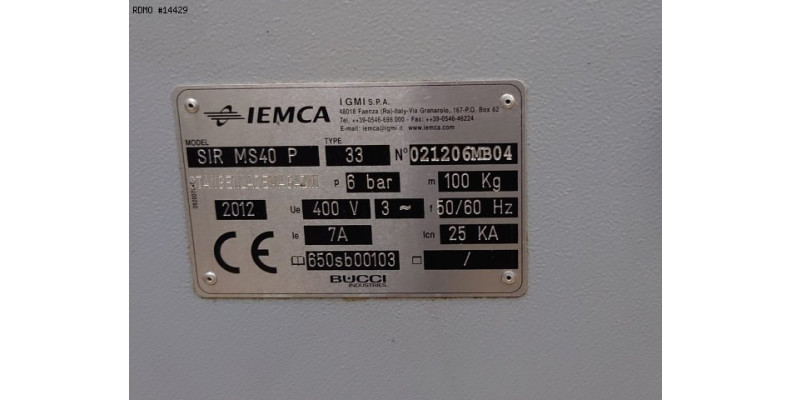 RDMO #14429
IEMCA
IGMI S.P.A.
48018 Faenza (Ra)-Italy-Via Granarolo, 167-P.O. Box 62
Tel. ++39-0546-698.000 - Fax: ++39-0546-46224
E-mail: iemca@igmi.it www.iemca.com
MODEL TYPE
SIR MS40 P 33 N° 021206MB04
p 6 bar m 100 Kg
2012 Ue 400 V 3 ~ f 50/60 Hz
Ie 7A Icn 25 KA
CE 650sb00103 /
BUCCI
INDUSTRIES